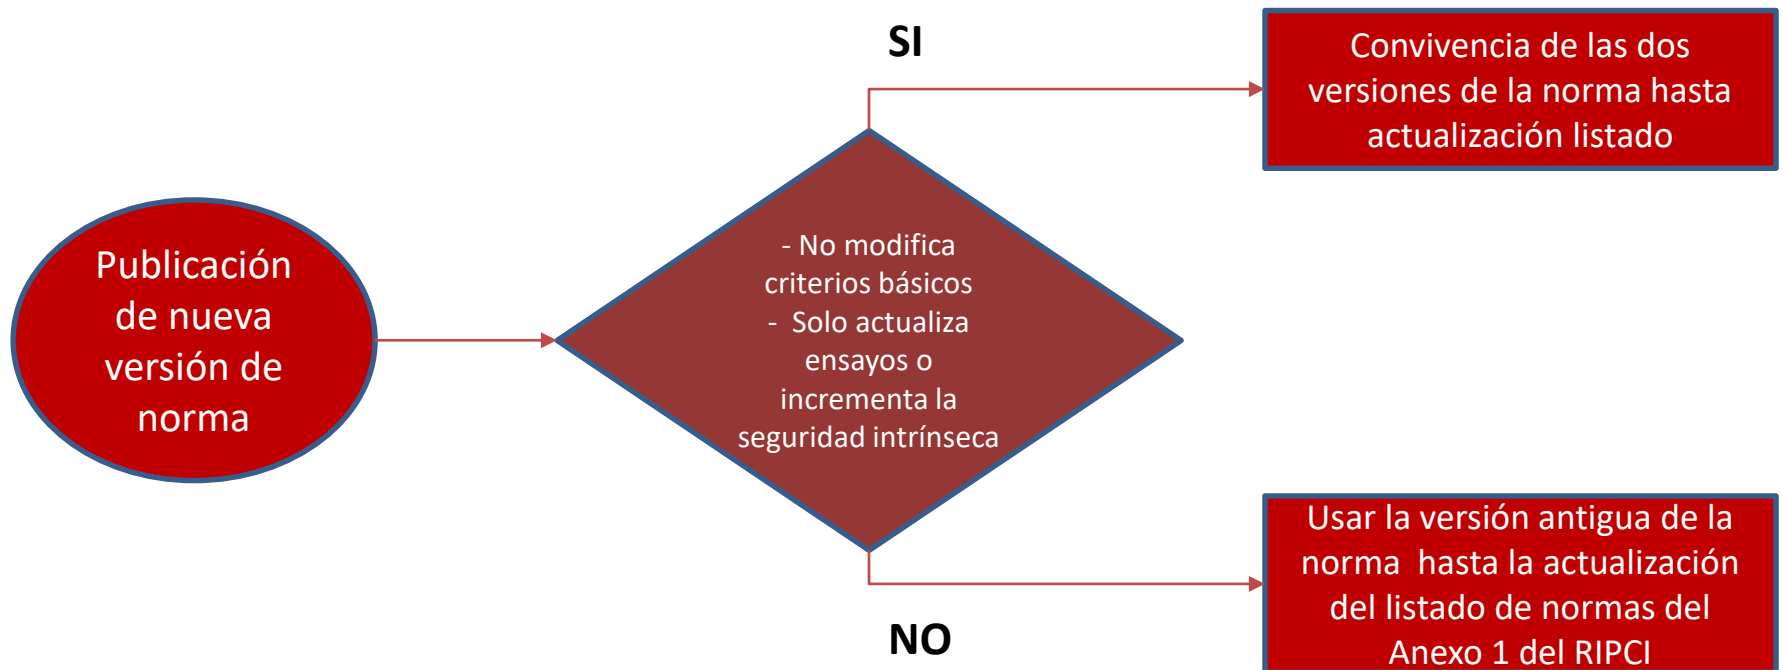 Publicación
de nueva
versión de
norma
- No modifica
criterios básicos
- Solo actualiza
ensayos o
incrementa la
seguridad intrínseca
SI
Convivencia de las dos
versiones de la norma hasta
actualización listado
NO
Usar la versión antigua de la
norma hasta la actualización
del listado de normas del
Anexo 1 del RIPCI